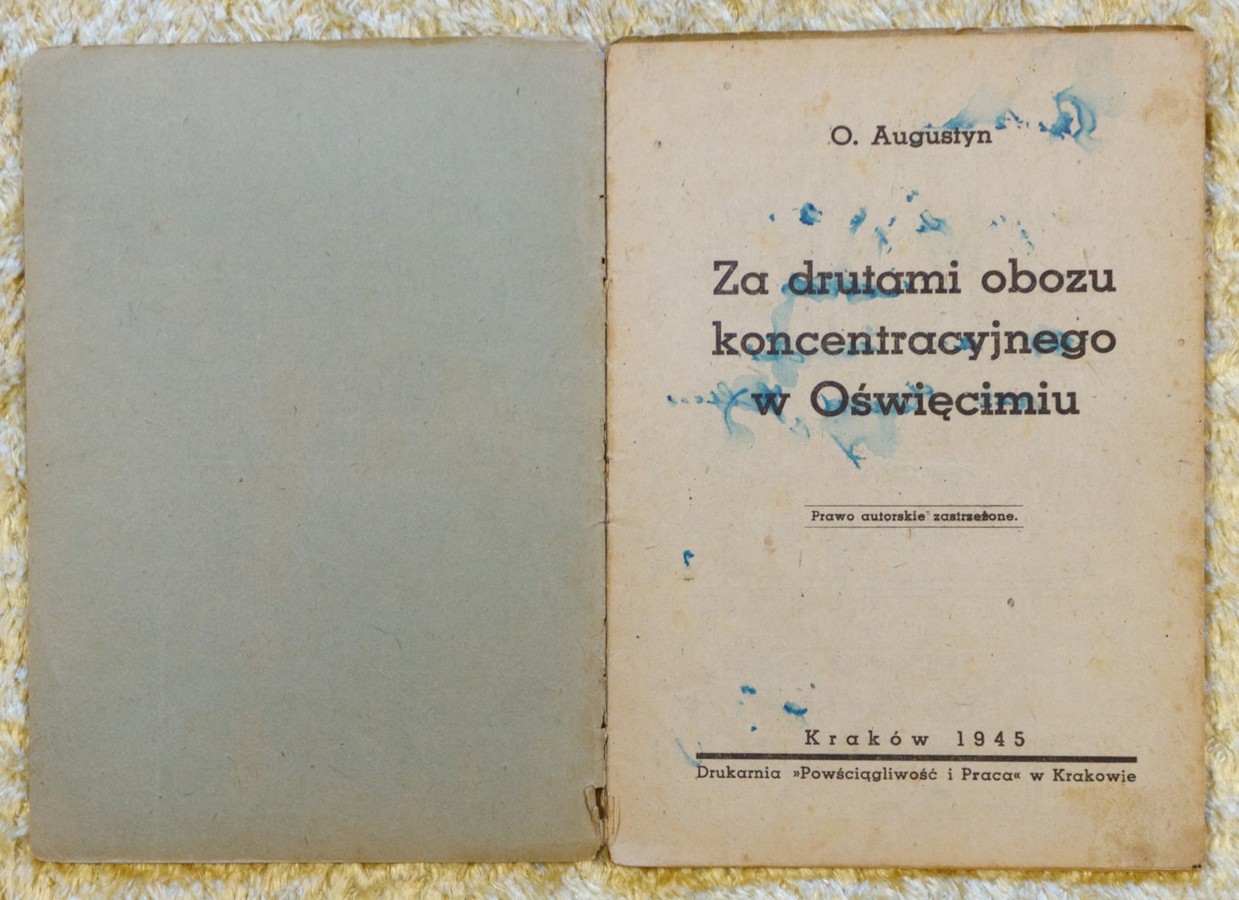 O. Augustyn
Za drutami obozu
koncentracyjnego
w Oświęcimiu
Prawo autorskie zastrzeżone.
Kraków 1945
Drukarnia »Powściągliwość i Praca« w Krakowie